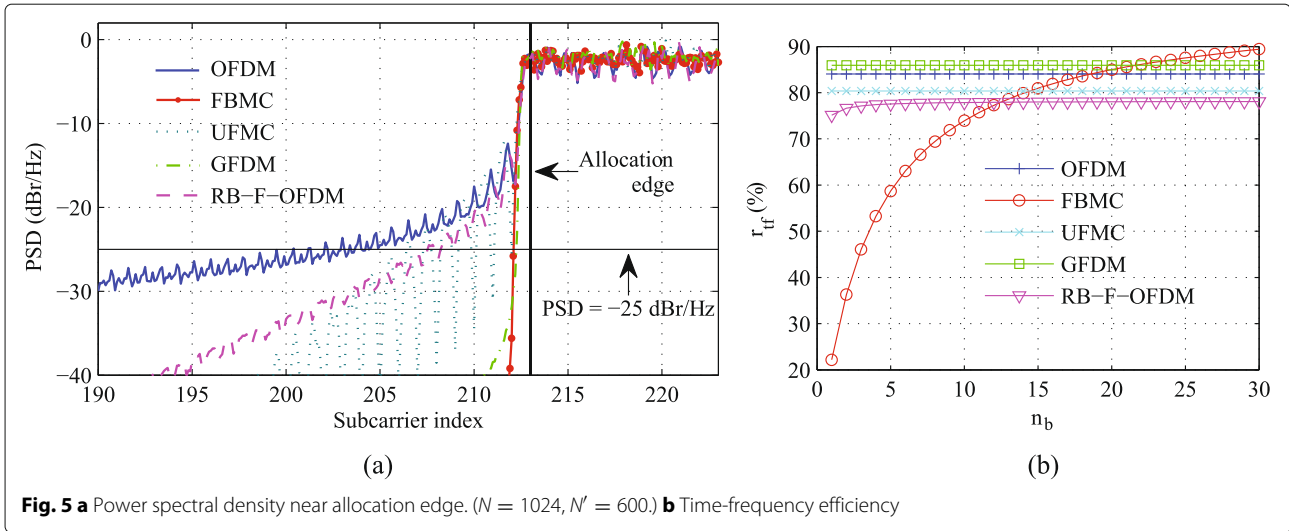 0
−10
−20
−30
−40
PSD (dBr/Hz)
OFDM
FBMC
UFMC
GFDM
RB−F−OFDM
Allocation
edge
PSD = −25 dBr/Hz
190 195 200 205 210 215 220
Subcarrier index
(a)
90
80
70
60
50
40
30
20
r_tf (%)
OFDM
FBMC
UFMC
GFDM
RB−F−OFDM
0 5 10 15 20 25 30
n_b
(b)
Fig. 5 a Power spectral density near allocation edge. (N = 1024, N′ = 600.) b Time-frequency efficiency